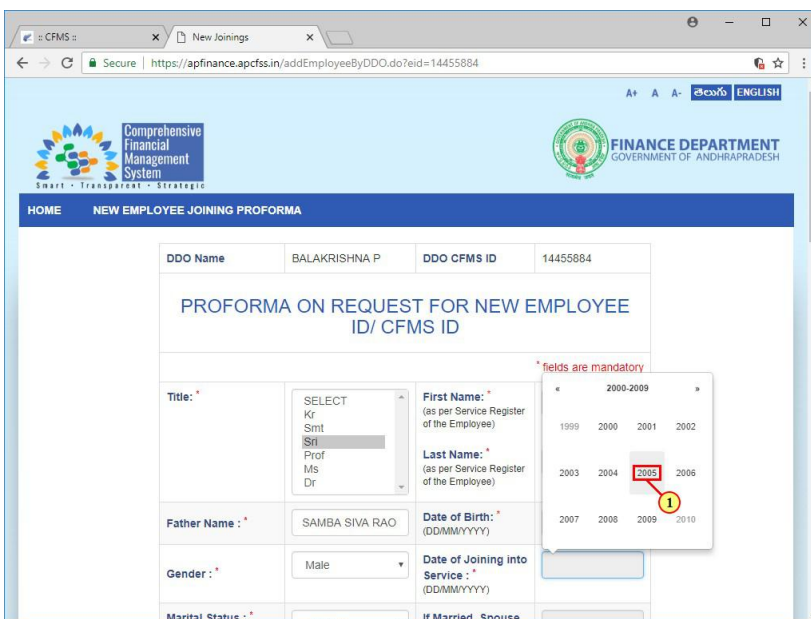 :: CFMS ::
New Joinings
Secure | https://apfinance.apcfss.in/addEmployeeByDDO.do?eid=14455884
A+ A A- తెలుగు ENGLISH
Comprehensive
Financial
Management
System
Smart • Transparent • Strategic
FINANCE DEPARTMENT
GOVERNMENT OF ANDHRAPRADESH
HOME NEW EMPLOYEE JOINING PROFORMA
DDO Name BALAKRISHNA P DDO CFMS ID 14455884
PROFORMA ON REQUEST FOR NEW EMPLOYEE
ID/ CFMS ID
* fields are mandatory
Title: *
SELECT
Kr
Smt
Sri
Prof
Ms
Dr
First Name: *
(as per Service Register
of the Employee)
Last Name: *
(as per Service Register
of the Employee)
« 2000-2009 »
1999 2000 2001 2002
2003 2004 2005 2006
1
2007 2008 2009 2010
Father Name : * SAMBA SIVA RAO
Date of Birth: *
(DD/MM/YYYY)
Gender : * Male
Date of Joining into
Service : *
(DD/MM/YYYY)
Marital Status : *
If Married, Spouse